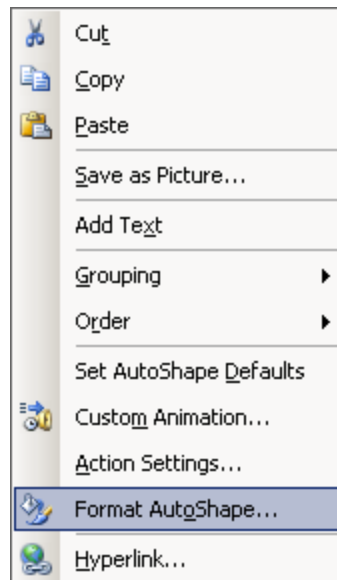 Cut
Copy
Paste
Save as Picture...
Add Text
Grouping
Order
Set AutoShape Defaults
Custom Animation...
Action Settings...
Format AutoShape...
Hyperlink...